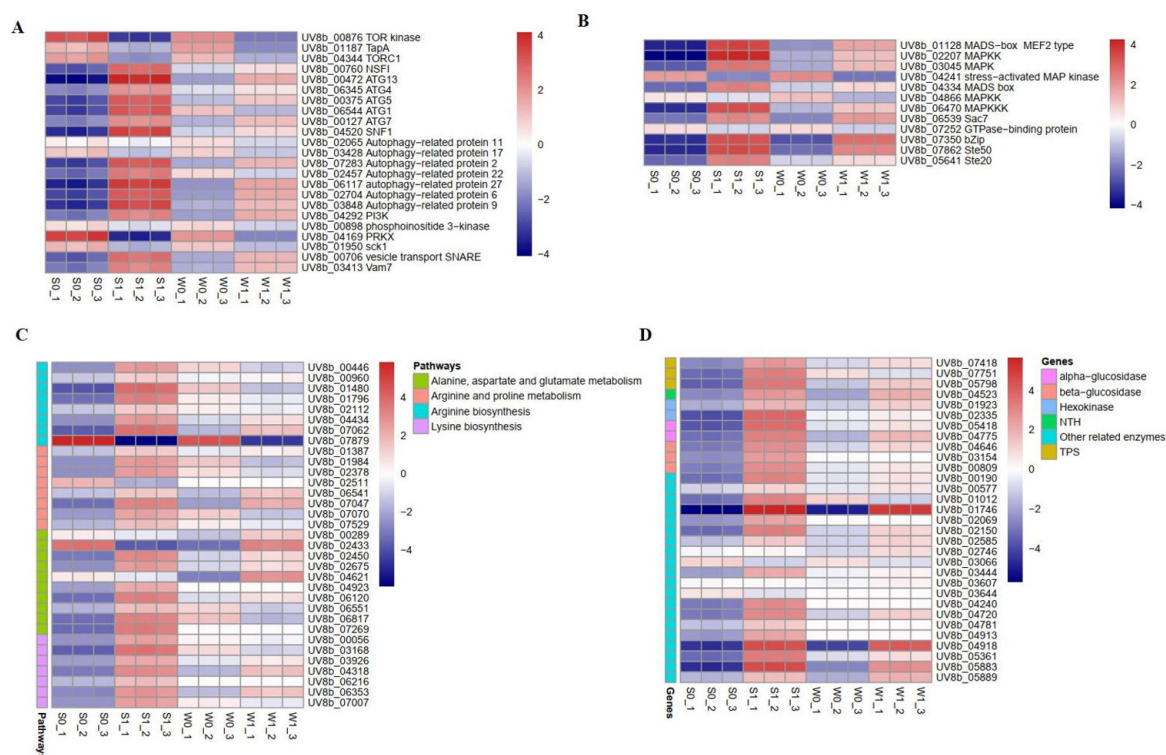 A
UV8b_00876 TOR kinase
UV8b_01187 TapA
UV8b_04344 TORC1
UV8b_00760 NSFI
UV8b_00472 ATG13
UV8b_06345 ATG4
UV8b_00375 ATG5
UV8b_06544 ATG1
UV8b_00127 ATG7
UV8b_04520 SNF1
UV8b_02065 Autophagy-related protein 11
UV8b_03428 Autophagy-related protein 17
UV8b_07283 Autophagy-related protein 2
UV8b_02457 Autophagy-related protein 22
UV8b_06117 autophagy-related protein 27
UV8b_02704 Autophagy-related protein 6
UV8b_03848 Autophagy-related protein 9
UV8b_04292 PI3K
UV8b_00898 phosphoinositide 3-kinase
UV8b_04169 PRKX
UV8b_01950 sck1
UV8b_00706 vesicle transport SNARE
UV8b_03413 Vam7
S0_1 S0_2 S0_3 S1_1 S1_2 S1_3 W0_1 W0_2 W0_3 W1_1 W1_2 W1_3
4
2
0
−2
−4
B
UV8b_01128 MADS-box MEF2 type
UV8b_02207 MAPKK
UV8b_03045 MAPK
UV8b_04241 stress-activated MAP kinase
UV8b_04334 MADS box
UV8b_04866 MAPKK
UV8b_06470 MAPKKK
UV8b_06539 Sac7
UV8b_07252 GTPase-binding protein
UV8b_07350 bZip
UV8b_07862 Ste50
UV8b_05641 Ste20
S0_1 S0_2 S0_3 S1_1 S1_2 S1_3 W0_1 W0_2 W0_3 W1_1 W1_2 W1_3
4
2
0
−2
−4
C
UV8b_00446
UV8b_00960
UV8b_01480
UV8b_01796
UV8b_02112
UV8b_04434
UV8b_07062
UV8b_07879
UV8b_01387
UV8b_01984
UV8b_02378
UV8b_02511
UV8b_06541
UV8b_07047
UV8b_07070
UV8b_07529
UV8b_00289
UV8b_02433
UV8b_02450
UV8b_02675
UV8b_04621
UV8b_04923
UV8b_06120
UV8b_06551
UV8b_06817
UV8b_07269
UV8b_00056
UV8b_03168
UV8b_03926
UV8b_04318
UV8b_06216
UV8b_06353
UV8b_07007
Pathway S0_1 S0_2 S0_3 S1_1 S1_2 S1_3 W0_1 W0_2 W0_3 W1_1 W1_2 W1_3
4
2
0
−2
−4
Pathways
Alanine, aspartate and glutamate metabolism
Arginine and proline metabolism
Arginine biosynthesis
Lysine biosynthesis
D
UV8b_07418
UV8b_07751
UV8b_05798
UV8b_04523
UV8b_01923
UV8b_02335
UV8b_05418
UV8b_04775
UV8b_04646
UV8b_03154
UV8b_00809
UV8b_00190
UV8b_00577
UV8b_01012
UV8b_01746
UV8b_02069
UV8b_02150
UV8b_02585
UV8b_02746
UV8b_03066
UV8b_03444
UV8b_03607
UV8b_03644
UV8b_04240
UV8b_04720
UV8b_04781
UV8b_04913
UV8b_04918
UV8b_05361
UV8b_05883
UV8b_05889
Genes S0_1 S0_2 S0_3 S1_1 S1_2 S1_3 W0_1 W0_2 W0_3 W1_1 W1_2 W1_3
4
2
0
−2
−4
Genes
alpha-glucosidase
beta-glucosidase
Hexokinase
NTH
Other related enzymes
TPS